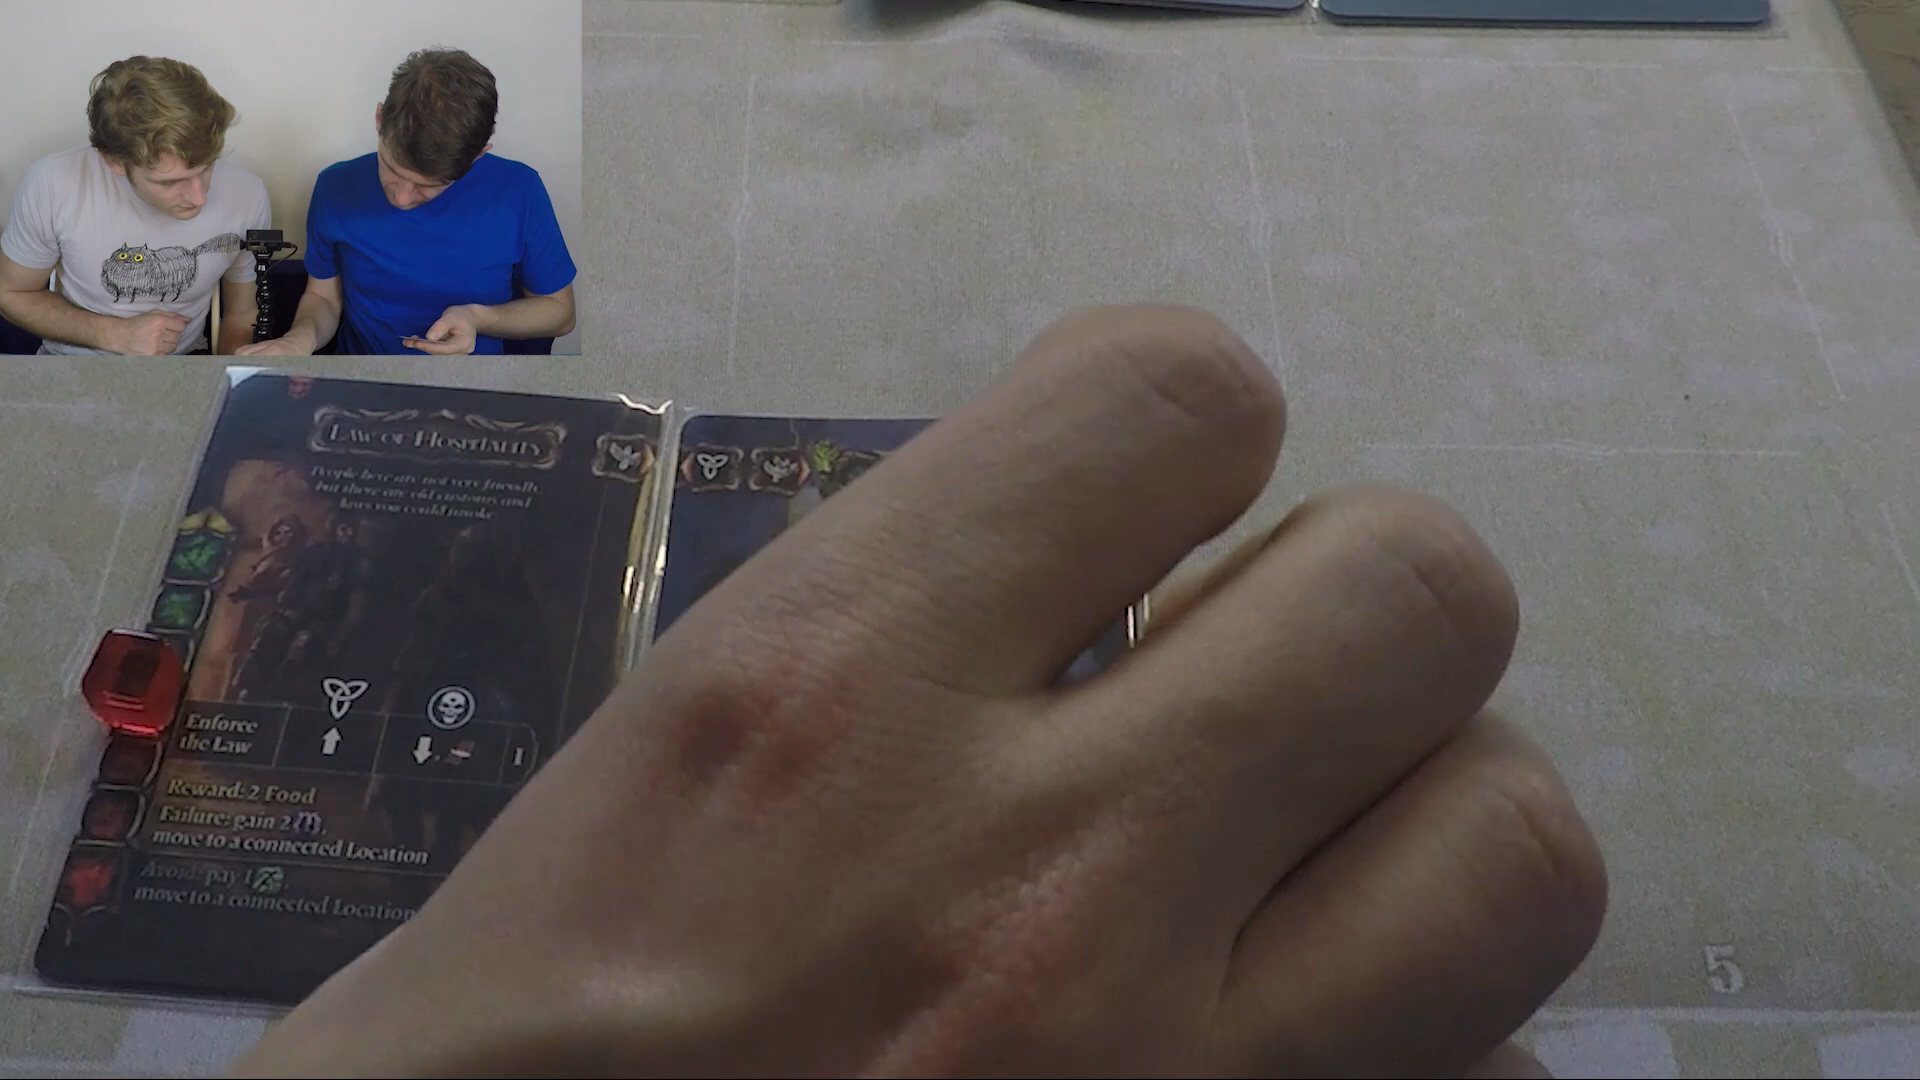 LAW OF HOSPITALITY
People here are not very friendly
but there are old customs and
laws you could invoke
Enforce
the Law
1
Reward: 2 Food
Failure: gain 2
move to a connected Location
Avoid: pay 1
move to a connected Location
5